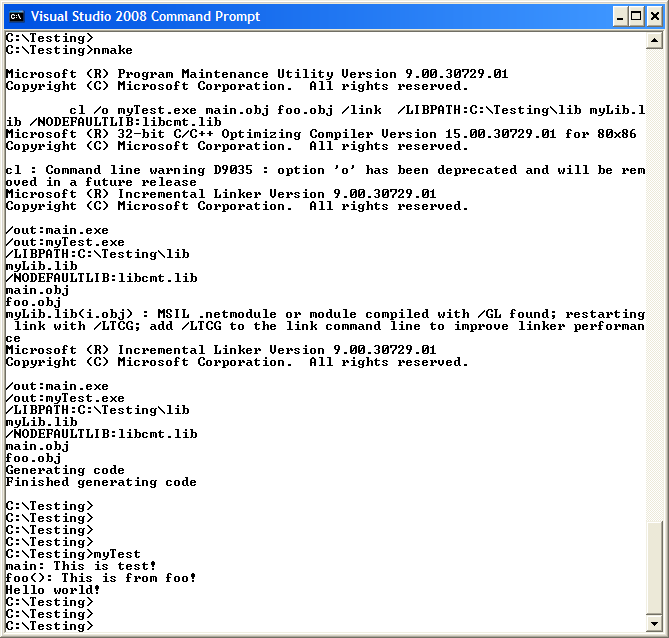 Visual Studio 2008 Command Prompt
C:\Testing>
C:\Testing>nmake
Microsoft (R) Program Maintenance Utility Version 9.00.30729.01
Copyright (C) Microsoft Corporation.  All rights reserved.
        cl /o myTest.exe main.obj foo.obj /link  /LIBPATH:C:\Testing\lib myLib.l
ib /NODEFAULTLIB:libcmt.lib
Microsoft (R) 32-bit C/C++ Optimizing Compiler Version 15.00.30729.01 for 80x86
Copyright (C) Microsoft Corporation.  All rights reserved.
cl : Command line warning D9035 : option 'o' has been deprecated and will be rem
oved in a future release
Microsoft (R) Incremental Linker Version 9.00.30729.01
Copyright (C) Microsoft Corporation.  All rights reserved.
/out:main.exe
/out:myTest.exe
/LIBPATH:C:\Testing\lib
myLib.lib
/NODEFAULTLIB:libcmt.lib
main.obj
foo.obj
myLib.lib(i.obj) : MSIL .netmodule or module compiled with /GL found; restarting
 link with /LTCG; add /LTCG to the link command line to improve linker performan
ce
Microsoft (R) Incremental Linker Version 9.00.30729.01
Copyright (C) Microsoft Corporation.  All rights reserved.
/out:main.exe
/out:myTest.exe
/LIBPATH:C:\Testing\lib
myLib.lib
/NODEFAULTLIB:libcmt.lib
main.obj
foo.obj
Generating code
Finished generating code
C:\Testing>
C:\Testing>
C:\Testing>
C:\Testing>
C:\Testing>myTest
main: This is test!
foo(): This is from foo!
Hello world!
C:\Testing>
C:\Testing>
C:\Testing>